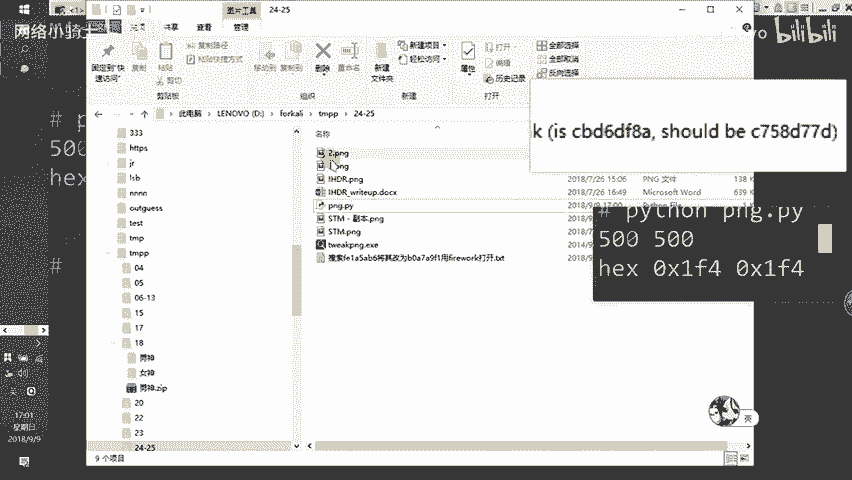 图片工具 24-25
网络小骑士
bilibili
共享 查看 管理
固定到"快速访问" 复制 粘贴 复制路径 粘贴快捷方式 剪切
移动到 复制到 删除 重命名 新建文件夹
新建项目 轻松访问
属性 打开 编辑 历史记录
全部选择 全部取消 反向选择
剪贴板 组织 新建 打开
此电脑 LENOVO (D:) forkali tmpp 24-25
k (is cbd6df8a, should be c758d77d)
名称
333
https
jr
lsb
nnnn
outguess
test
tmp
tmpp
04
05
06-13
15
17
18
男神
女神
男神.zip
20
22
23
24-25
2.png
IHDR.png 2018/7/26 15:06 PNG 文件 138 K
IHDR_writeup.docx 2018/7/26 16:49 Microsoft Word 639 K
png.py
STM - 副本.png
STM.png
tweakpng.exe
搜索fe1a5ab6将其改为b0a7a9f1用firework打开.txt
# python png.py
500 500
hex 0x1f4 0x1f4
# p
500
hex
#
17:01
星期日
2018/9/9
9 个项目
英